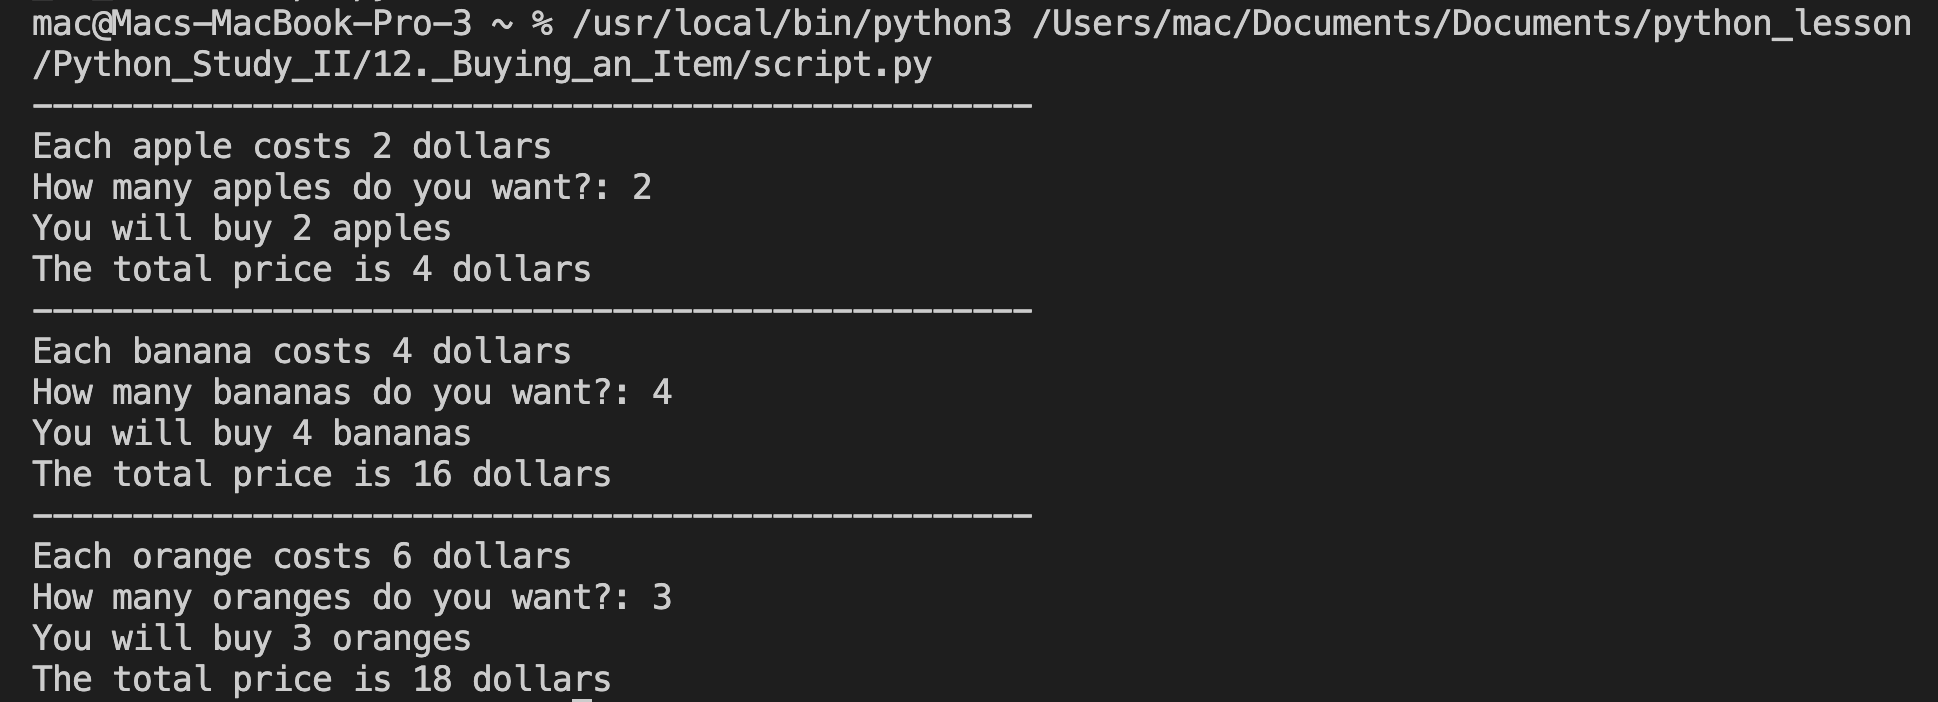 mac@Macs-MacBook-Pro-3 ~ % /usr/local/bin/python3 /Users/mac/Documents/Documents/python_lesson
/Python_Study_II/12._Buying_an_Item/script.py
--------------------------------------------------
Each apple costs 2 dollars
How many apples do you want?: 2
You will buy 2 apples
The total price is 4 dollars
--------------------------------------------------
Each banana costs 4 dollars
How many bananas do you want?: 4
You will buy 4 bananas
The total price is 16 dollars
--------------------------------------------------
Each orange costs 6 dollars
How many oranges do you want?: 3
You will buy 3 oranges
The total price is 18 dollars